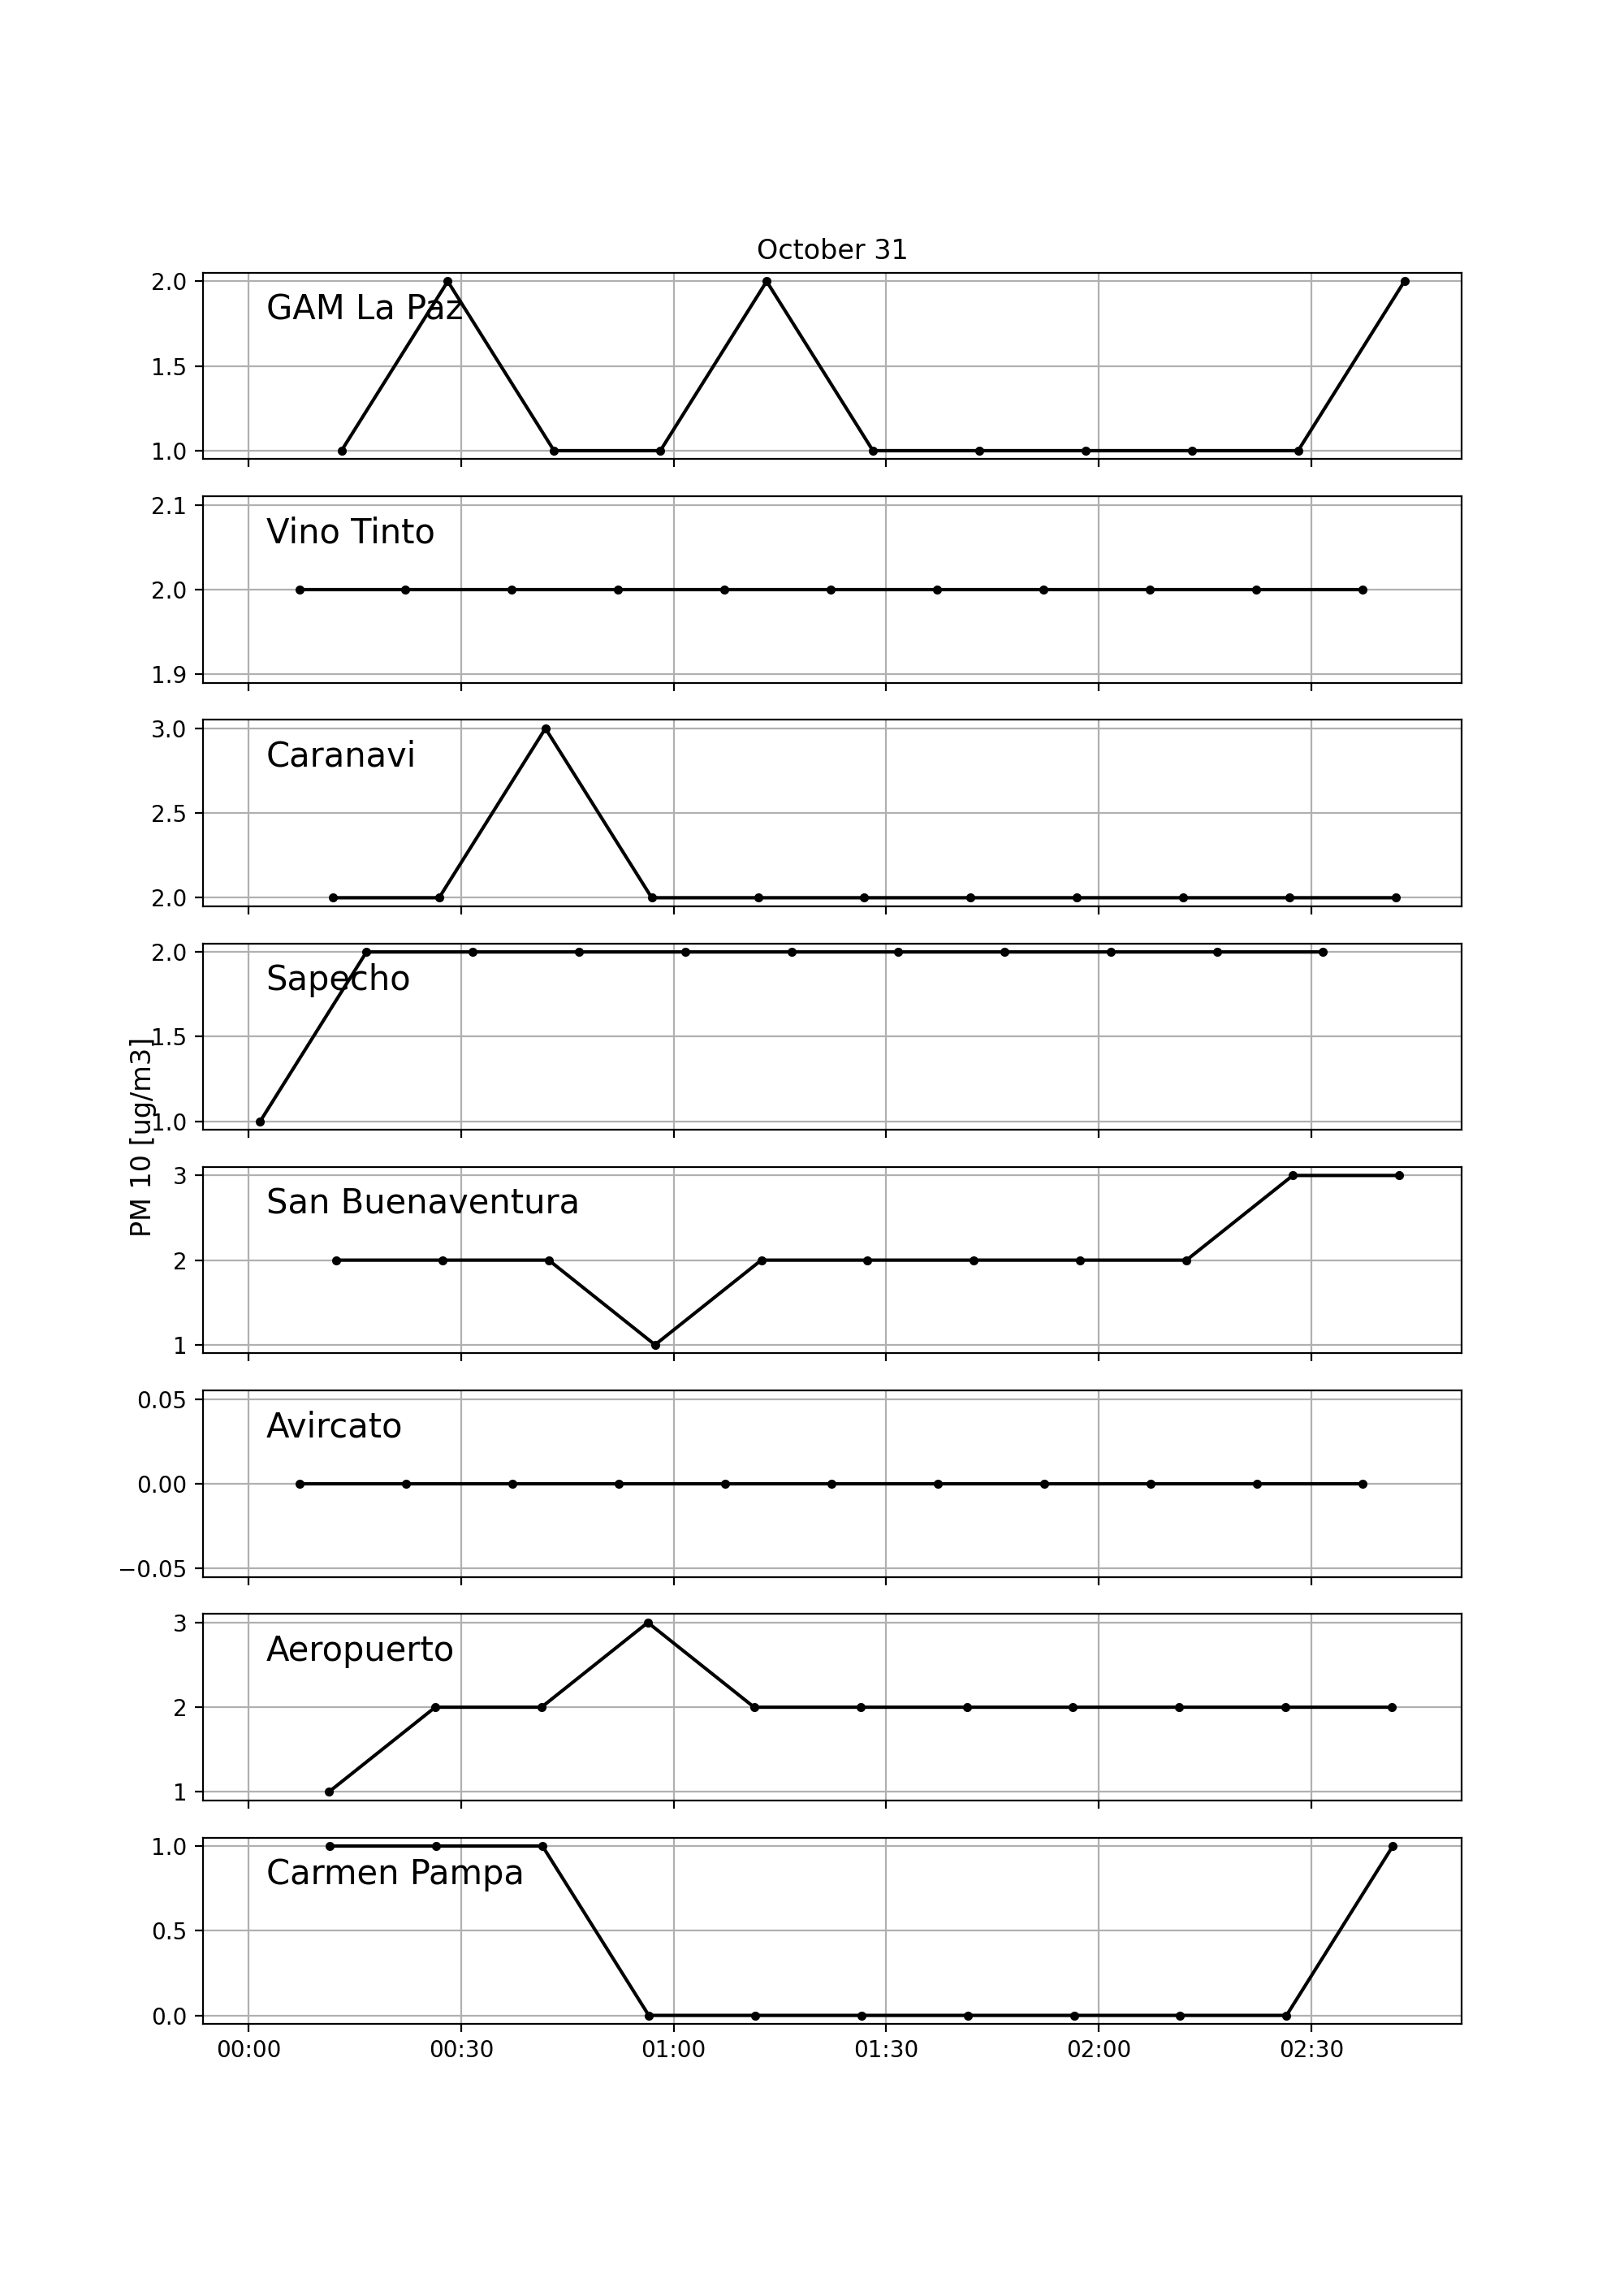 October 31
2.0
GAM La Paz
1.5
1.0
2.1
Vino Tinto
2.0
1.9
3.0
Caranavi
2.5
2.0
2.0
Sapecho
1.5
1.0
PM 10 [ug/m3]
3
San Buenaventura
2
1
0.05
Avircato
0.00
−0.05
3
Aeropuerto
2
1
1.0
Carmen Pampa
0.5
0.0
00:00 00:30 01:00 01:30 02:00 02:30